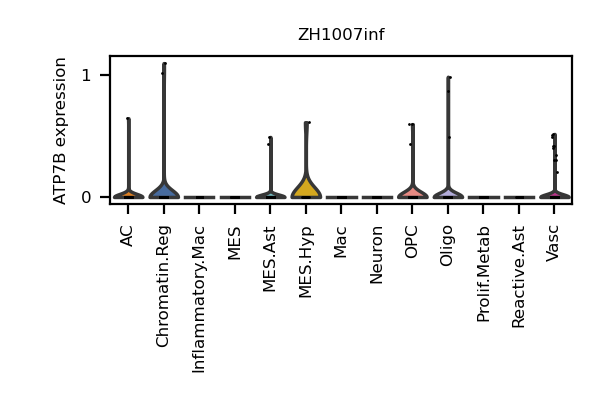 ZH1007inf
ATP7B expression
1
0
AC
Chromatin.Reg
Inflammatory.Mac
MES
MES.Ast
MES.Hyp
Mac
Neuron
OPC
Oligo
Prolif.Metab
Reactive.Ast
Vasc